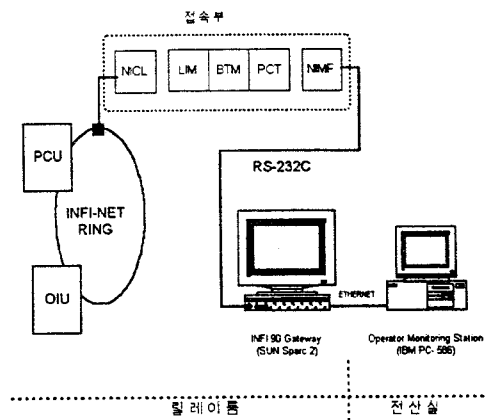 접속부
NICL
LIM
BTM
PCT
NIMF
PCU
RS-232C
INFI-NET
RING
OIU
ETHERNET
INFI 90 Gateway
(SUN Sparc 2)
Operator Monitoring Station
(IBM PC- 586)
릴레이룸
전산실